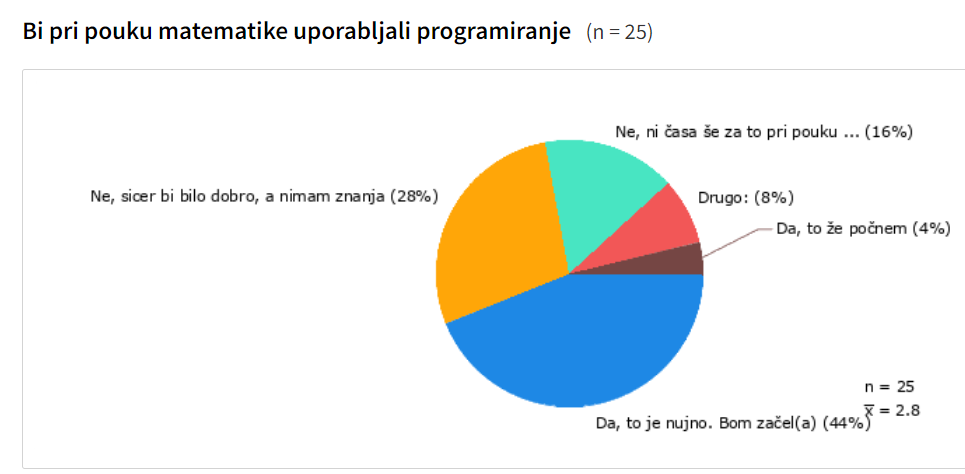 Bi pri pouku matematike uporabljali programiranje (n = 25)
Ne, ni časa še za to pri pouku ... (16%)
Ne, sicer bi bilo dobro, a nimam znanja (28%)
Drugo: (8%)
Da, to že počnem (4%)
n = 25
x̅ = 2.8
Da, to je nujno. Bom začel(a) (44%)